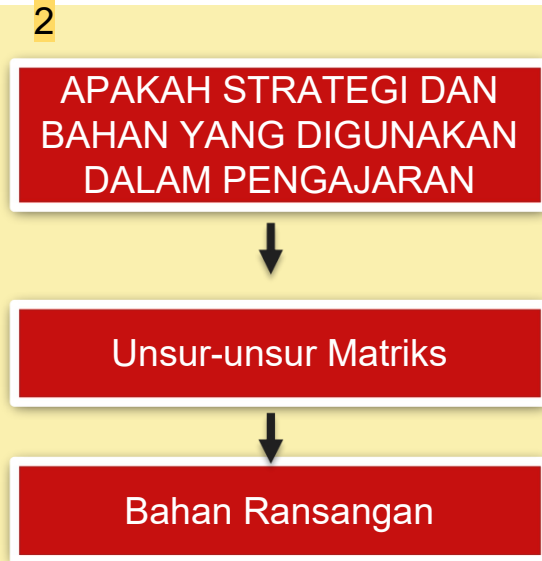 2
APAKAH STRATEGI DAN
BAHAN YANG DIGUNAKAN
DALAM PENGAJARAN
Unsur-unsur Matriks
Bahan Ransangan